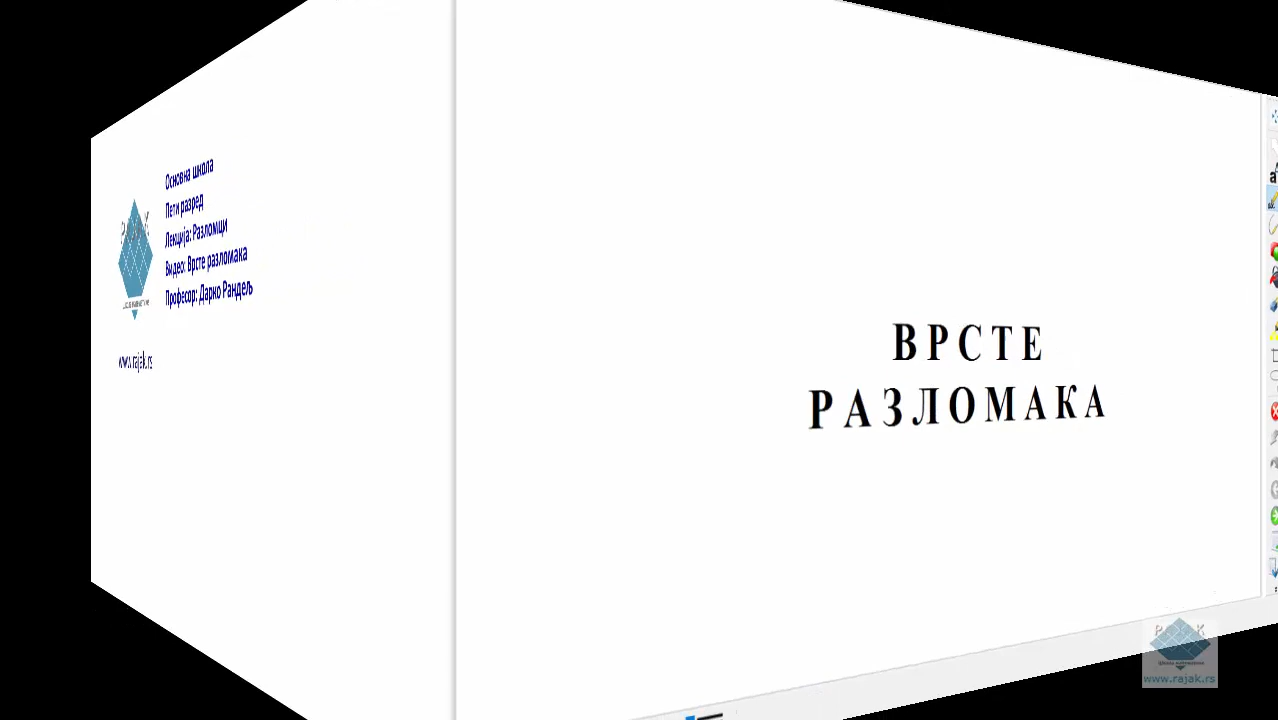 Основна школа
Пети разред
Лекција: Разломци
Видео: Врсте разломака
Професор: Дарко Рандељ
www.rajak.rs
ВРСТЕ
РАЗЛОМАКА
www.rajak.rs